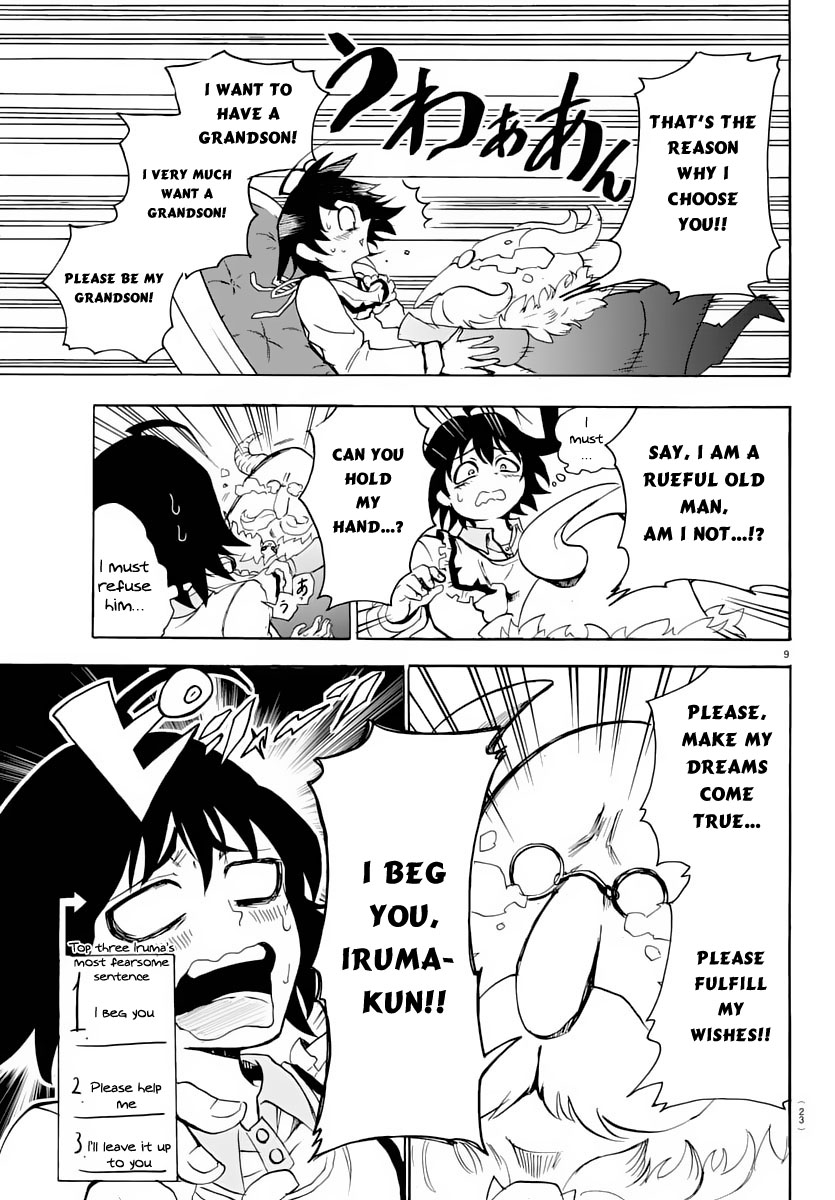 THAT'S THE
REASON
WHY I
CHOOSE
YOU!!
うわぁあん
I WANT TO
HAVE A
GRANDSON!
I VERY MUCH
WANT A
GRANDSON!
PLEASE BE MY
GRANDSON!
SAY, I AM A
RUEFUL OLD
MAN,
AM I NOT...!?
I
must
...
CAN YOU
HOLD
MY
HAND...?
I must
refuse
him...
あ
う
9
PLEASE,
MAKE MY
DREAMS
COME
TRUE...
PLEASE
FULFILL
MY
WISHES!!
I BEG
YOU,
IRUMA-
KUN!!
Top three Iruma's
most fearsome
sentence
1
I BEG YOU
2 Please help
me
3 I'll leave it up
to you
(23)